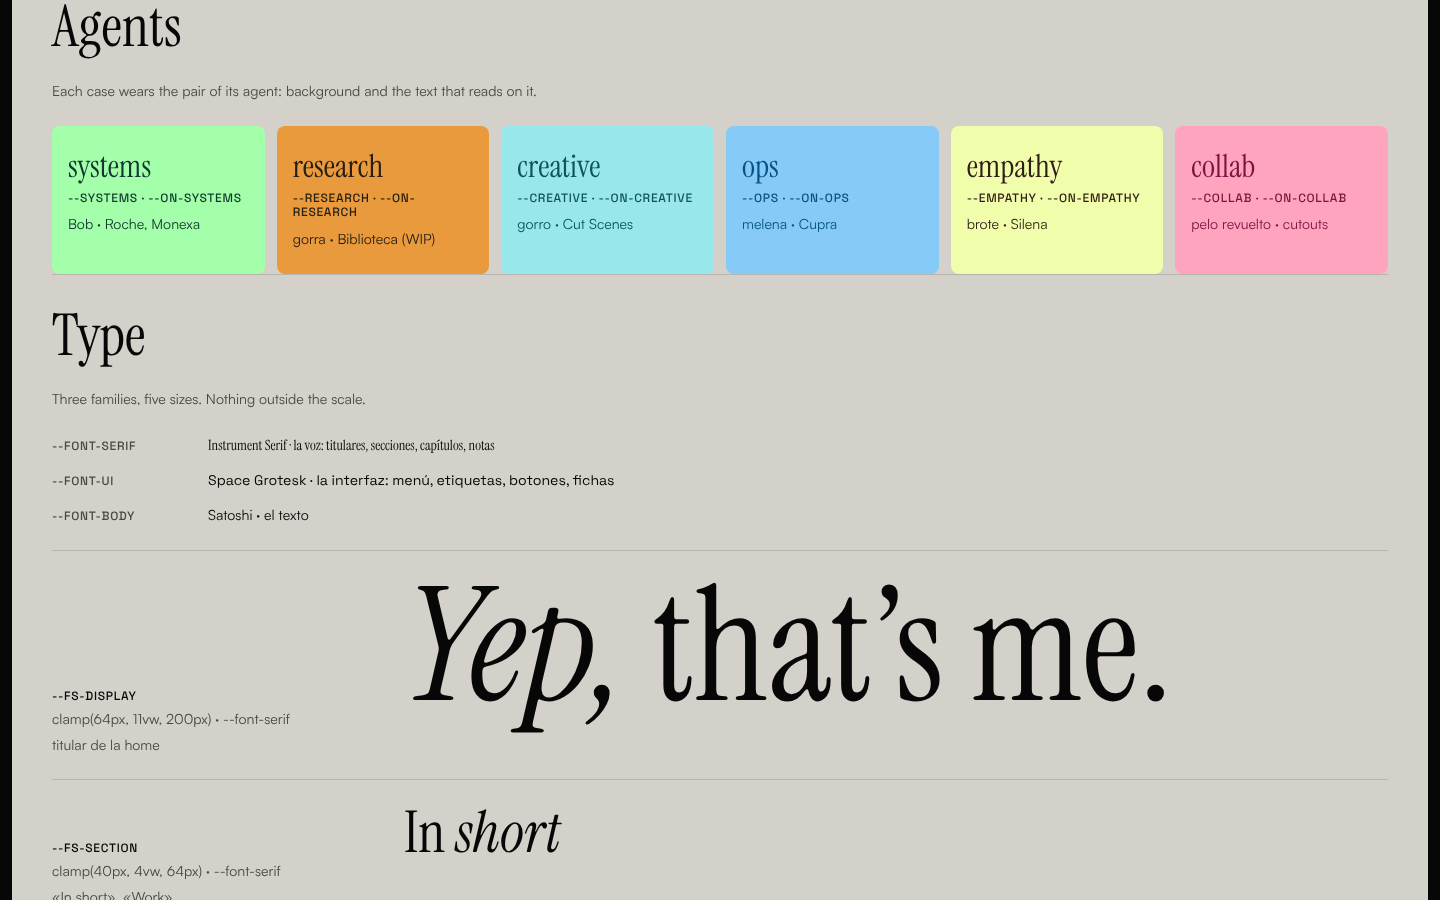 Agents
Each case wears the pair of its agent: background and the text that reads on it.
systems
--SYSTEMS · --ON-SYSTEMS
Bob · Roche, Monexa
research
--RESEARCH · --ON-
RESEARCH
gorra · Biblioteca (WIP)
creative
--CREATIVE · --ON-CREATIVE
gorro · Cut Scenes
ops
--OPS · --ON-OPS
melena · Cupra
empathy
--EMPATHY · --ON-EMPATHY
brote · Silena
collab
--COLLAB · --ON-COLLAB
pelo revuelto · cutouts
Type
Three families, five sizes. Nothing outside the scale.
--FONT-SERIF
Instrument Serif · la voz: titulares, secciones, capítulos, notas
--FONT-UI
Space Grotesk · la interfaz: menú, etiquetas, botones, fichas
--FONT-BODY
Satoshi · el texto
Yep, that’s me.
--FS-DISPLAY
clamp(64px, 11vw, 200px) · --font-serif
titular de la home
In short
--FS-SECTION
clamp(40px, 4vw, 64px) · --font-serif
«In short», «Work»